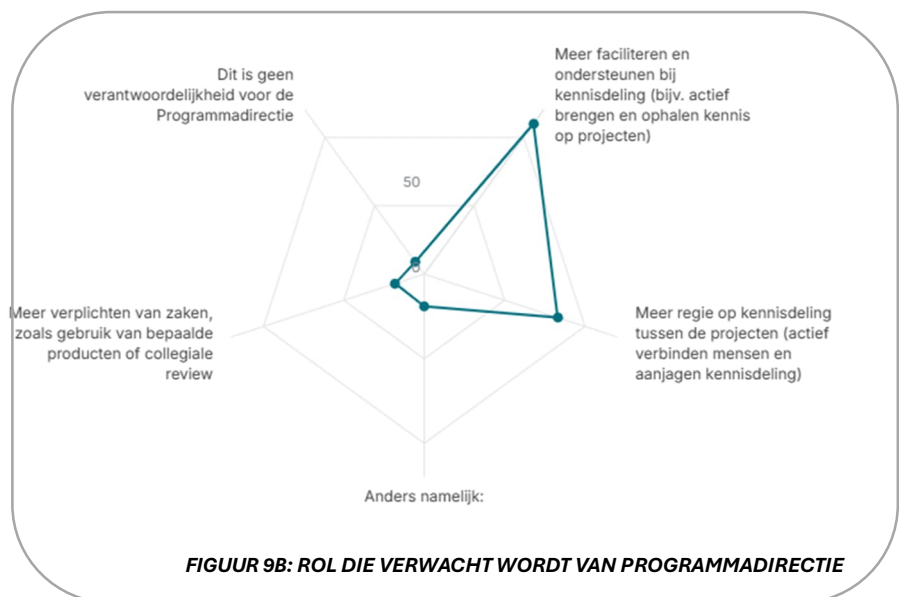 Meer faciliteren en
ondersteunen bij
kennisdeling (bijv. actief
brengen en ophalen kennis
op projecten)
Dit is geen
verantwoordelijkheid voor de
Programmadirectie
50
0
Meer verplichten van zaken,
zoals gebruik van bepaalde
producten of collegiale
review
Meer regie op kennisdeling
tussen de projecten (actief
verbinden mensen en
aanjagen kennisdeling)
Anders namelijk:
FIGUUR 9B: ROL DIE VERWACHT WORDT VAN PROGRAMMADIRECTIE